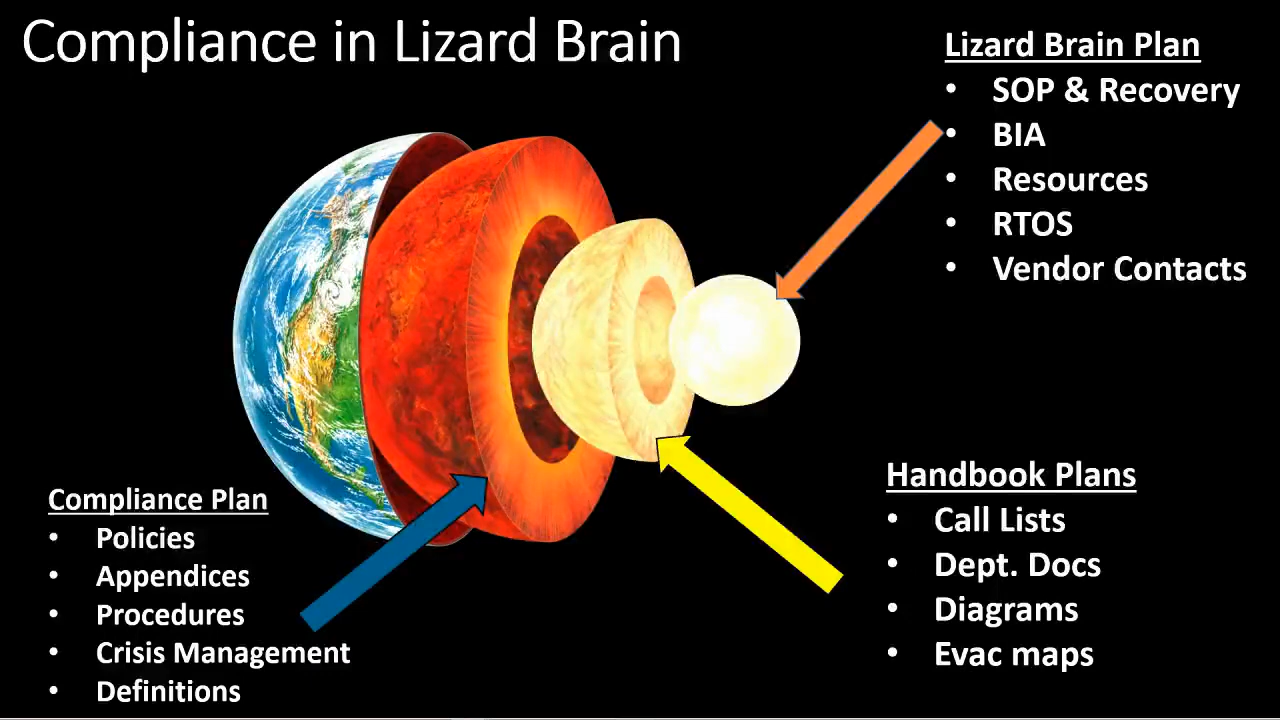 Compliance in Lizard Brain
Lizard Brain Plan
• SOP & Recovery
• BIA
• Resources
• RTOS
• Vendor Contacts
Compliance Plan
• Policies
• Appendices
• Procedures
• Crisis Management
• Definitions
Handbook Plans
• Call Lists
• Dept. Docs
• Diagrams
• Evac maps